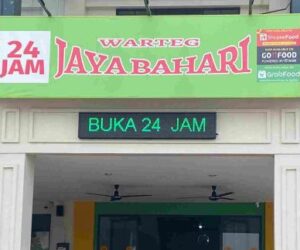 24
JAM
WARTEG
JAYA BAHARI
ShopeeFood
GO FOOD
GrabFood
BUKA 24 JAM